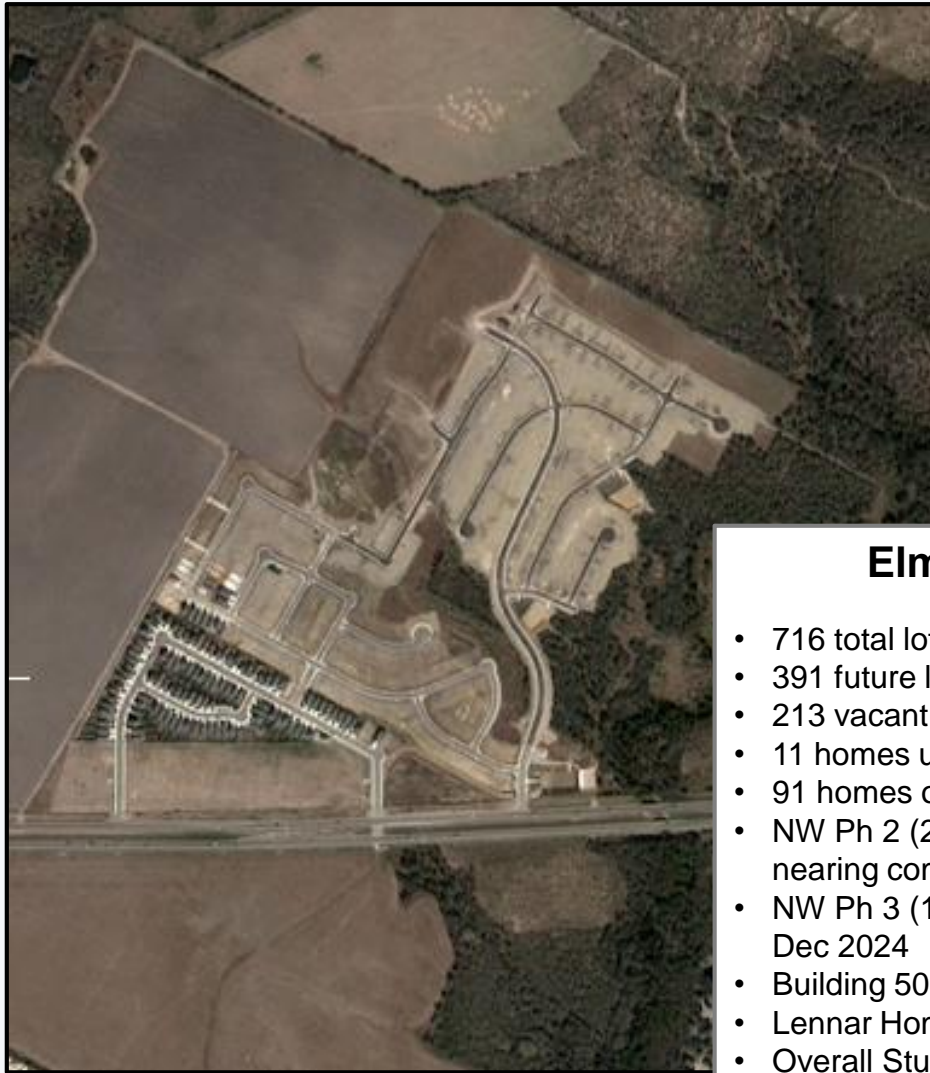 Elm
• 716 total lo
• 391 future l
• 213 vacant
• 11 homes u
• 91 homes o
• NW Ph 2 (2
nearing con
• NW Ph 3 (1
Dec 2024
• Building 50
• Lennar Hor
• Overall Stu